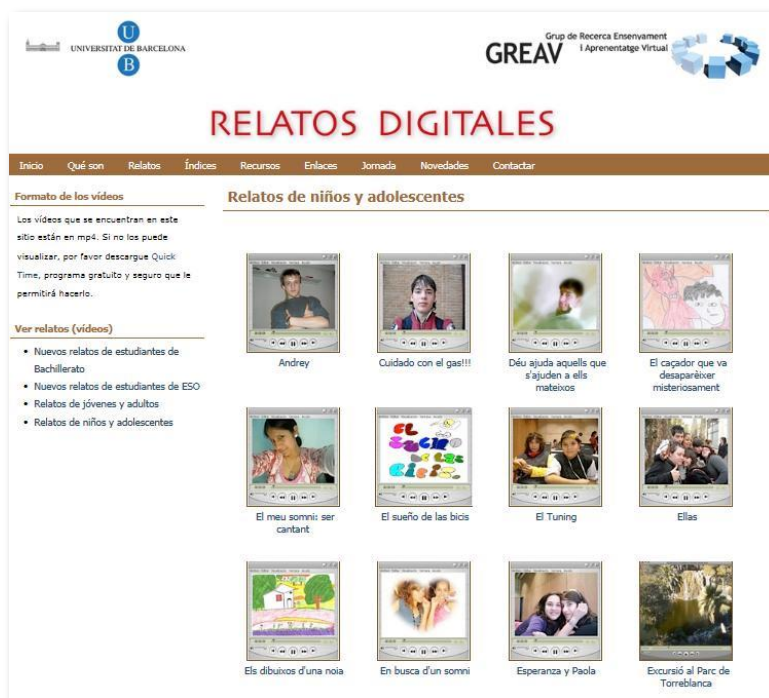 U
UNIVERSITAT DE BARCELONA
B
GREAV
Grup de Recerca Ensenyament
i Aprenentatge Virtual
RELATOS DIGITALES
Inicio Qué son Relatos Índices Recursos Enlaces Jornada Novedades Contactar
Formato de los vídeos
Los vídeos que se encuentran en este
sitio están en mp4. Si no los puede
visualizar, por favor descargue Quick
Time, programa gratuito y seguro que le
permitirá hacerlo.
Ver relatos (vídeos)
• Nuevos relatos de estudiantes de
Bachillerato
• Nuevos relatos de estudiantes de ESO
• Relatos de jóvenes y adultos
• Relatos de niños y adolescentes
Relatos de niños y adolescentes
Andrey
Cuidado con el gas!!!
Déu ajuda aquells que
s'ajuden a ells
mateixos
El caçador que va
desaparèixer
misteriosament
El meu somni: ser
cantant
EL
SUEÑO
DE LAS
BICIS.
El sueño de las bicis
El Tuning
Ellas
Els dibuixos d'una noia
En busca d'un somni
Esperanza y Paola
Excursió al Parc de
Torreblanca